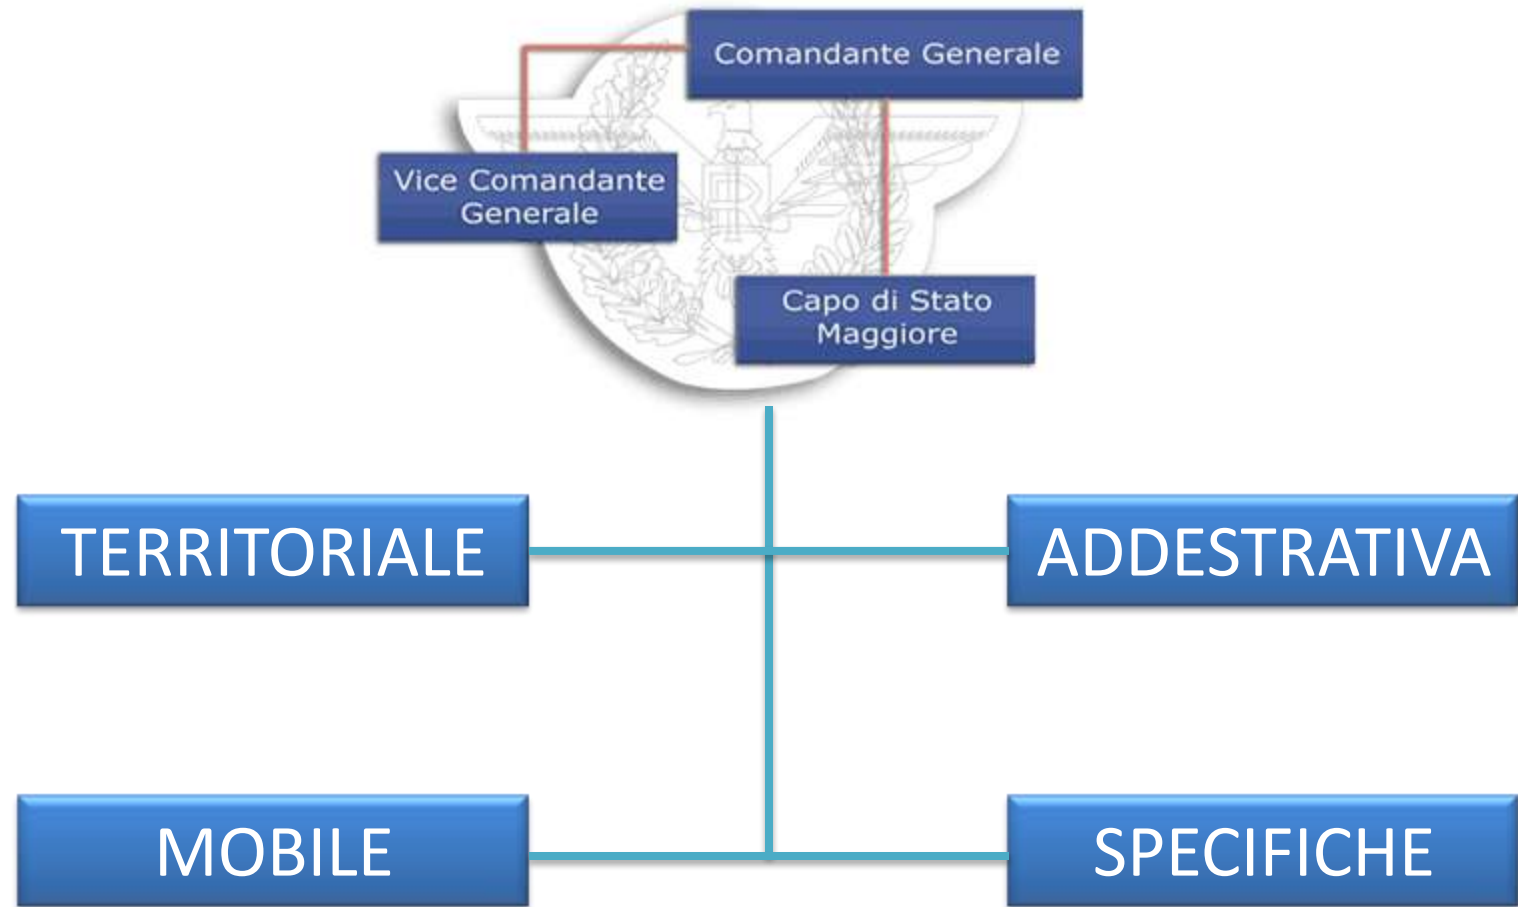 Comandante Generale
Vice Comandante
Generale
Capo di Stato
Maggiore
TERRITORIALE
ADDESTRATIVA
MOBILE
SPECIFICHE